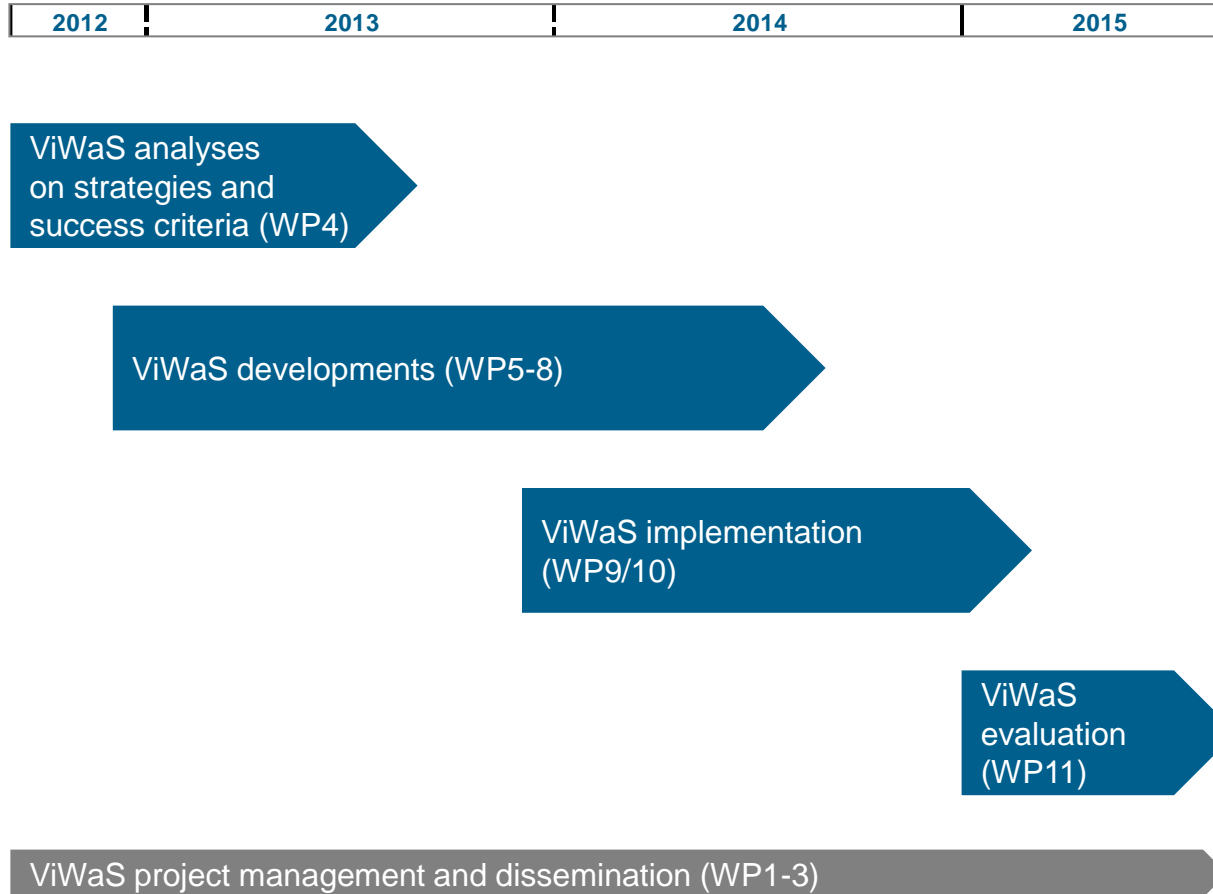 2012 2013 2014 2015
ViWaS analyses
on strategies and
success criteria (WP4)
ViWaS developments (WP5-8)
ViWaS implementation
(WP9/10)
ViWaS
evaluation
(WP11)
ViWaS project management and dissemination (WP1-3)